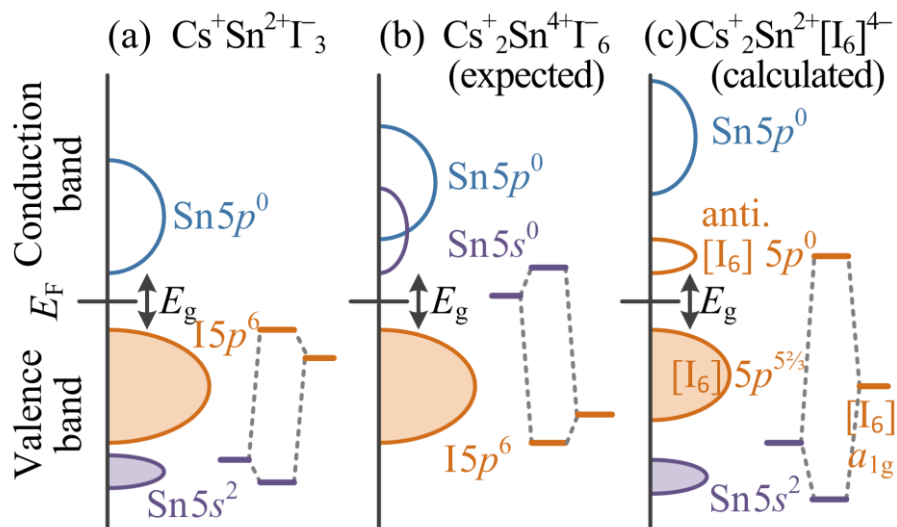 (a) Cs⁺Sn²⁺I⁻₃
(b) Cs⁺₂Sn⁴⁺I⁻₆
(expected)
(c) Cs⁺₂Sn²⁺[I₆]⁴⁻
(calculated)
Conduction
band
E_F
Valence
band
Sn5p⁰
E_g
I5p⁶
Sn5s²
Sn5p⁰
Sn5s⁰
E_g
I5p⁶
Sn5p⁰
anti.
[I₆] 5p⁰
E_g
[I₆] 5p^5⅔
[I₆]
a₁g
Sn5s²